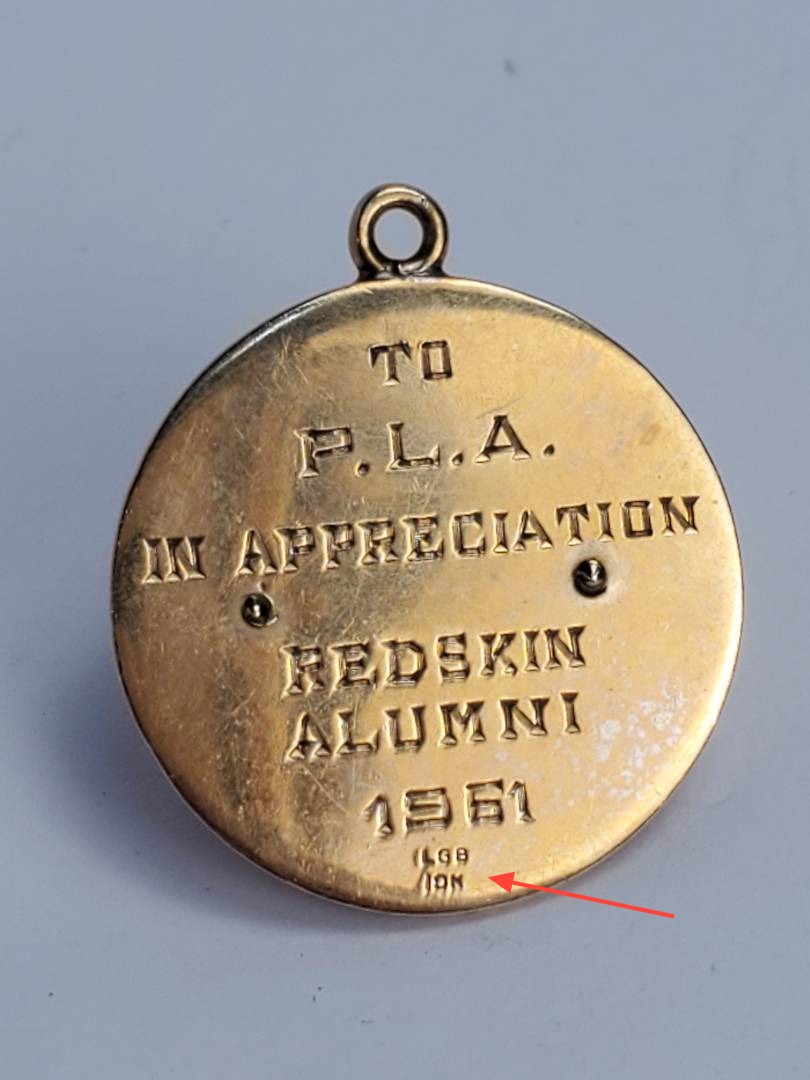 TO
P.L.A.
IN APPRECIATION
REDSKIN
ALUMNI
1961
LGB
10K